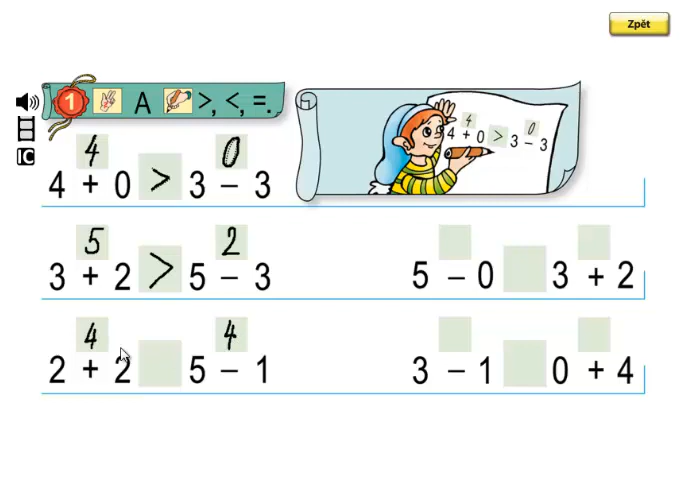 Zpět
1 A >, <, =.
4 0
4 + 0 > 3 – 3
4 0
4 + 0 > 3 – 3
5 2
3 + 2 > 5 – 3
5 – 0 3 + 2
4 4
2 + 2 5 – 1
3 – 1 0 + 4